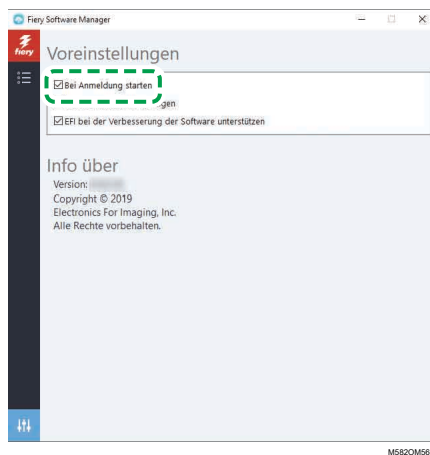 Fiery Software Manager
fiery
Voreinstellungen
Bei Anmeldung starten
gen
EFI bei der Verbesserung der Software unterstützen
Info über
Version:
Copyright © 2019
Electronics For Imaging, Inc.
Alle Rechte vorbehalten.
M582OM56